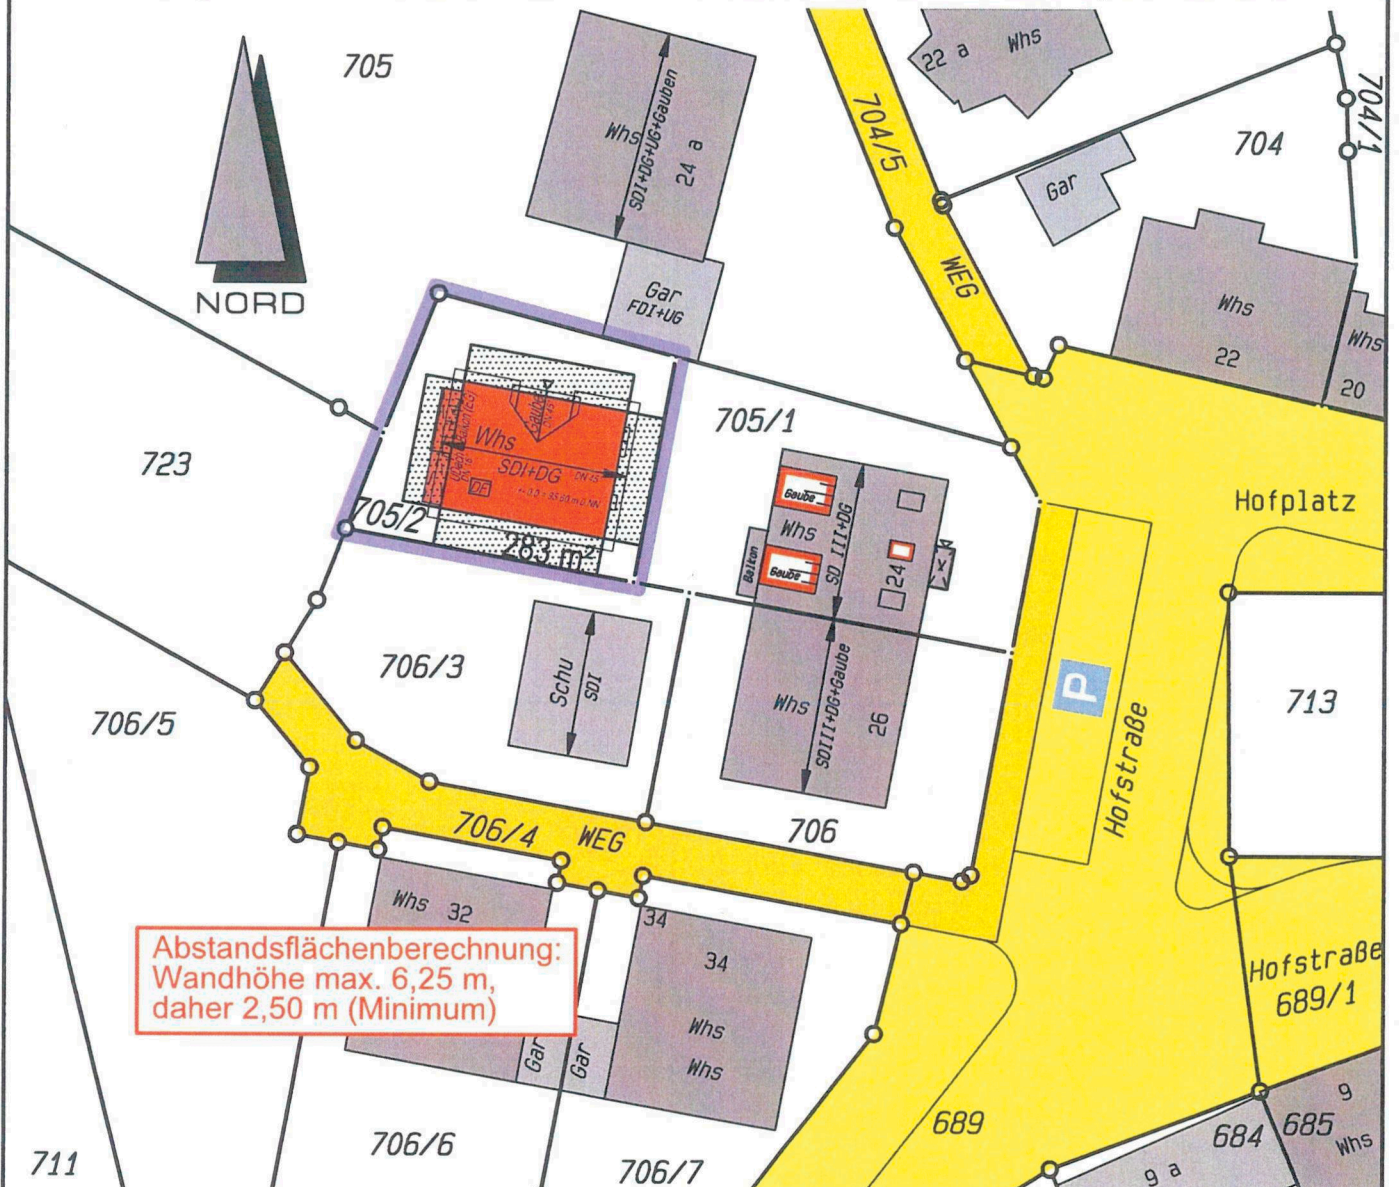 705
Whs
SDI+DG+UG+Gauben
24 a
704/5
22 a
Whs
704/1
704
Gar
WEG
NORD
Gar
FDI+UG
Whs
22
Whs
20
723
705/1
Gaube
Whs
SDI+DG
DF
705/2
283 m²
Hofplatz
Gaube
Whs
SD III+DG
Balkon
Gaube
24
706/3
Schu
SDI
706/5
Whs
SDIII+DG+Gaube
26
P
Hofstraße
713
706/4
WEG
706
Whs 32
34
34
Whs
Whs
Abstandsflächenberechnung:
Wandhöhe max. 6,25 m,
daher 2,50 m (Minimum)
Gar
Gar
Hofstraße
689/1
689
684
685
9
Whs
9 a
711
706/6
706/7